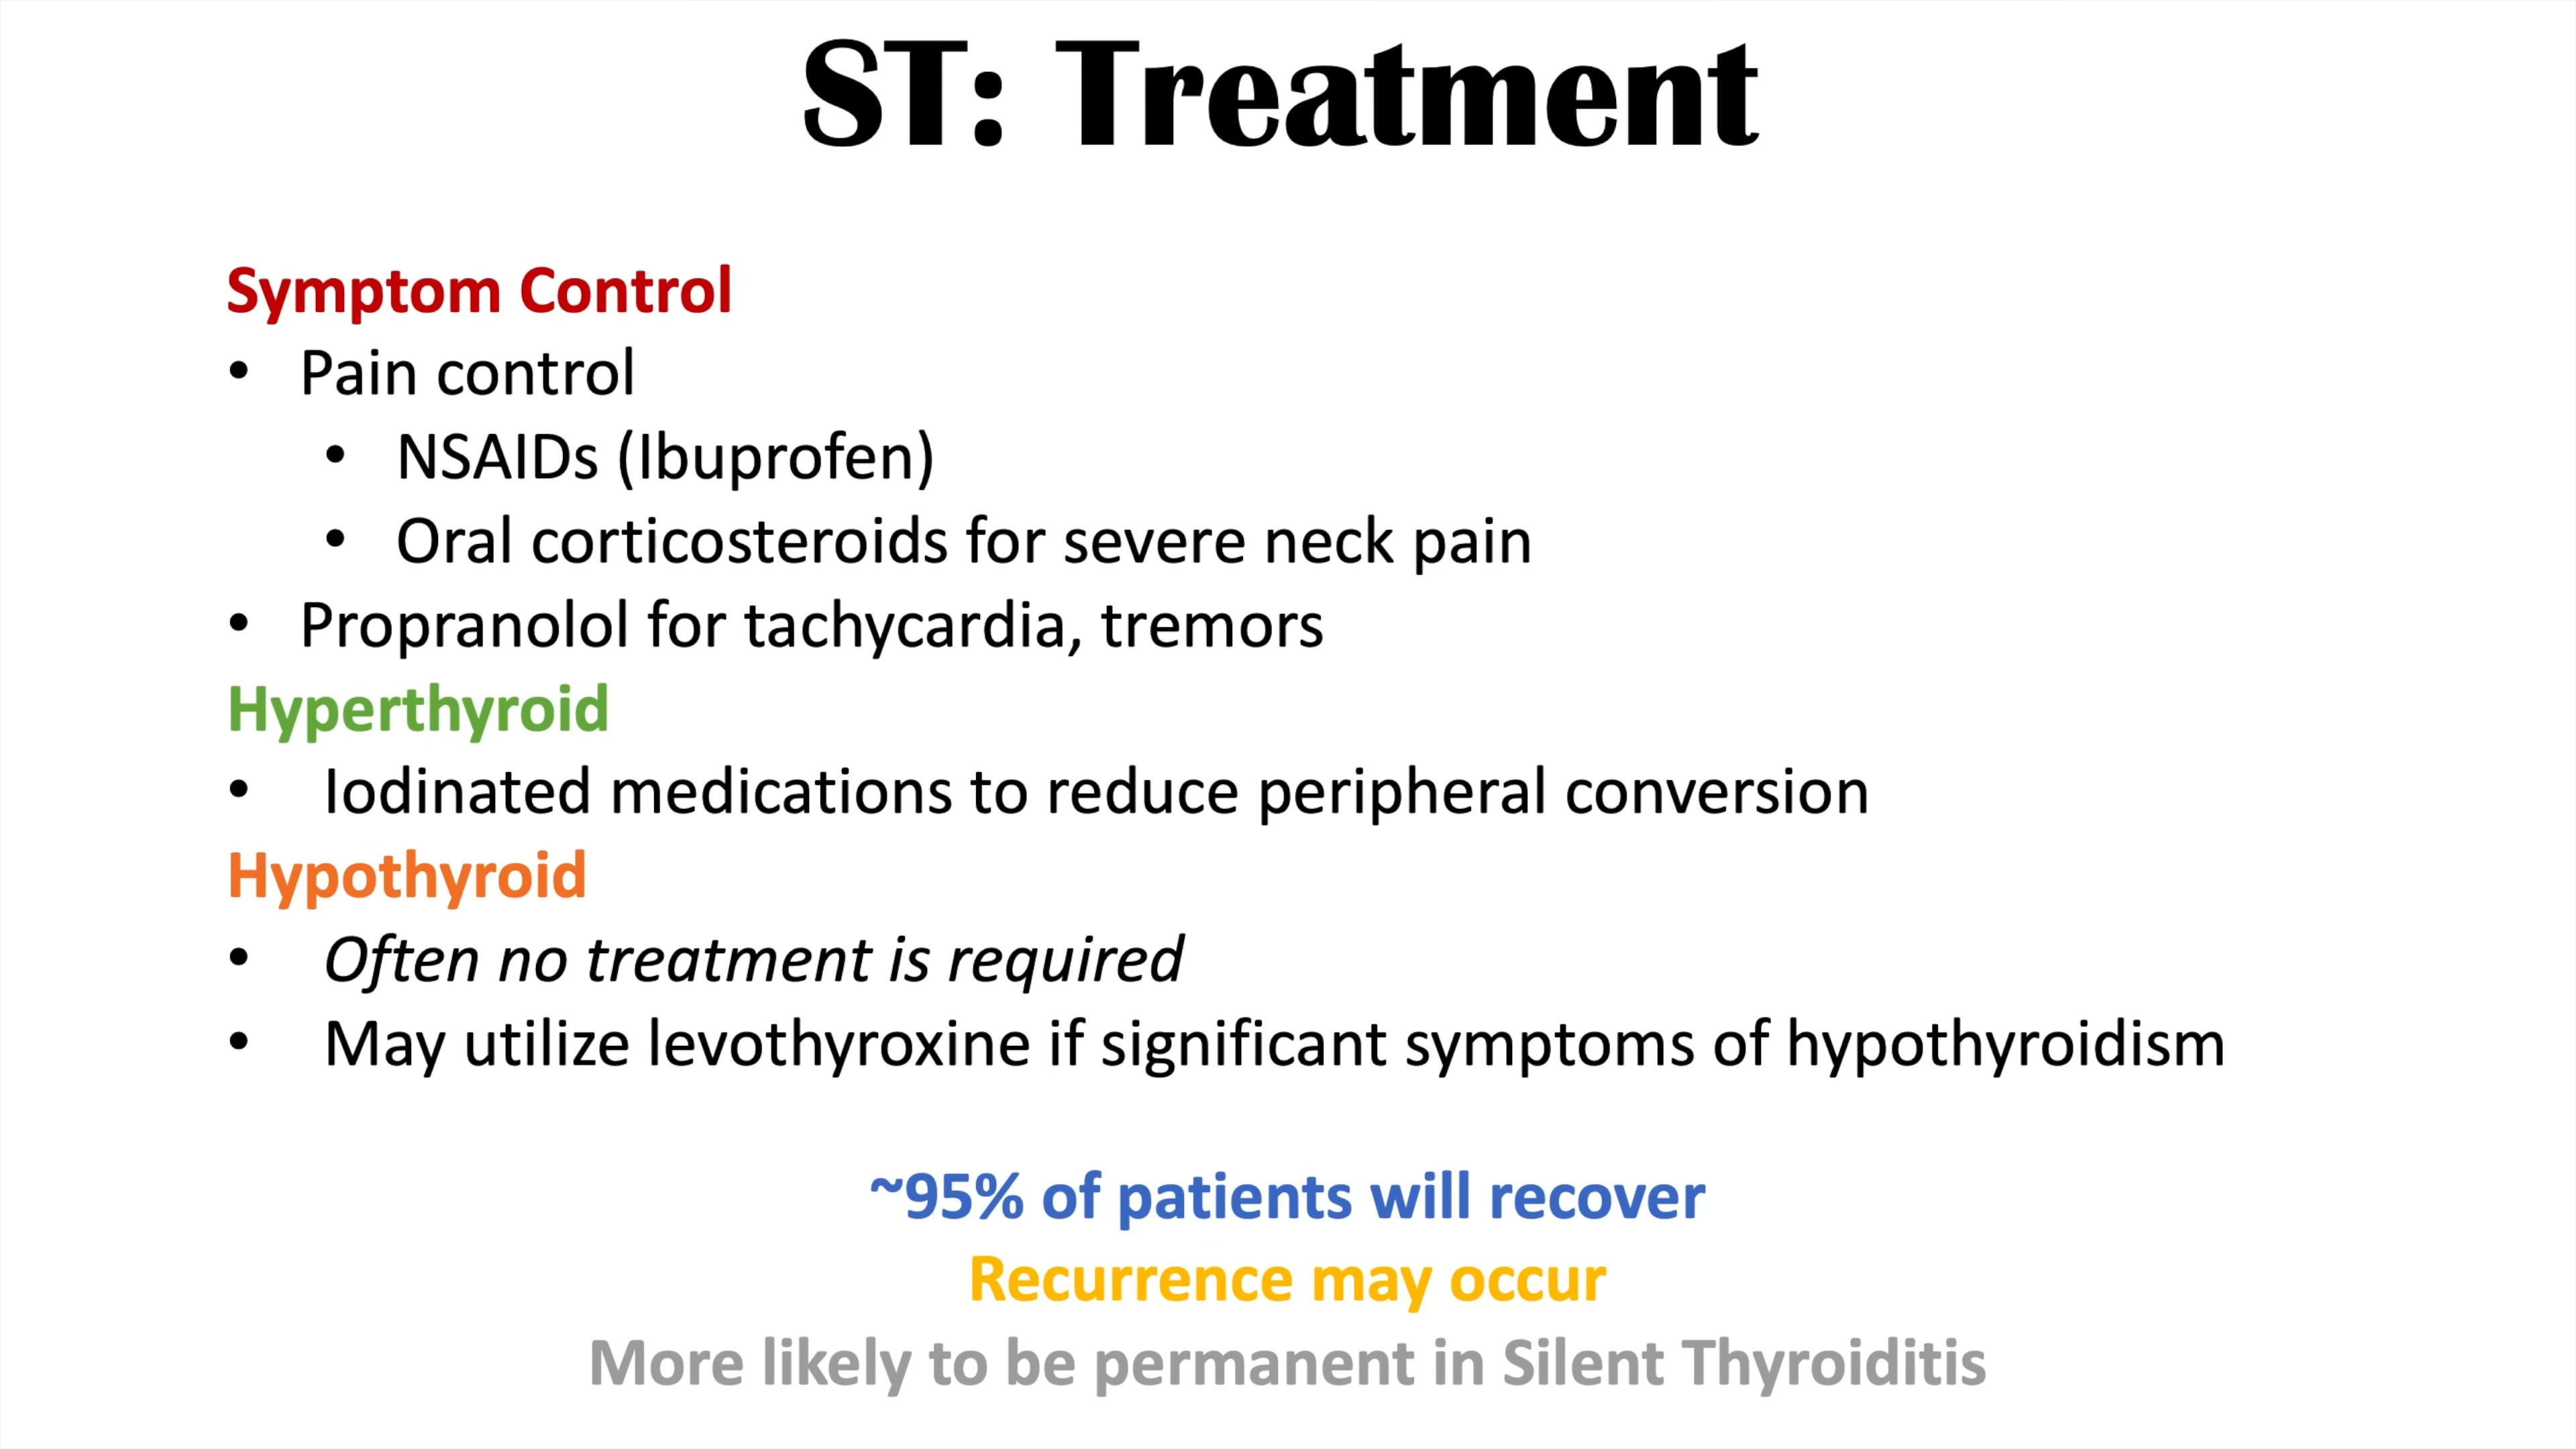 ST: Treatment
Symptom Control
• Pain control
• NSAIDs (Ibuprofen)
• Oral corticosteroids for severe neck pain
• Propranolol for tachycardia, tremors
Hyperthyroid
• Iodinated medications to reduce peripheral conversion
Hypothyroid
• Often no treatment is required
• May utilize levothyroxine if significant symptoms of hypothyroidism
~95% of patients will recover
Recurrence may occur
More likely to be permanent in Silent Thyroiditis